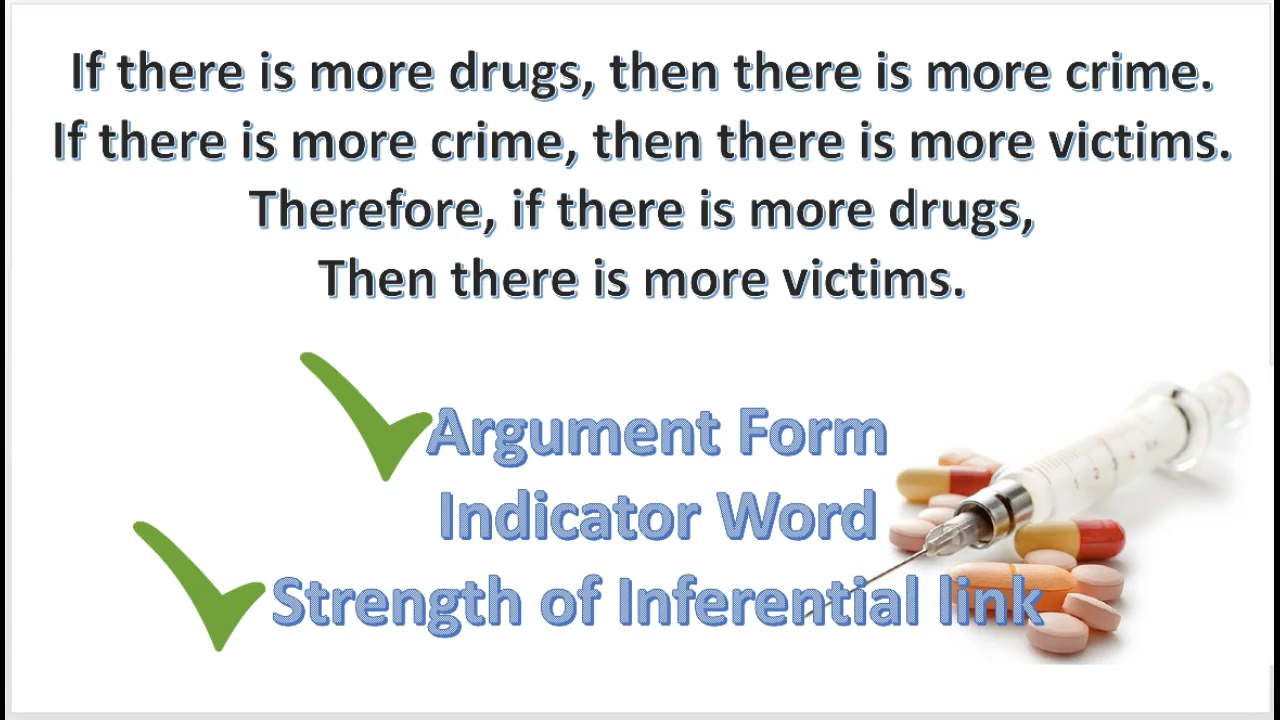 If there is more drugs, then there is more crime.
If there is more crime, then there is more victims.
Therefore, if there is more drugs,
Then there is more victims.
Argument Form
Indicator Word
Strength of Inferential link